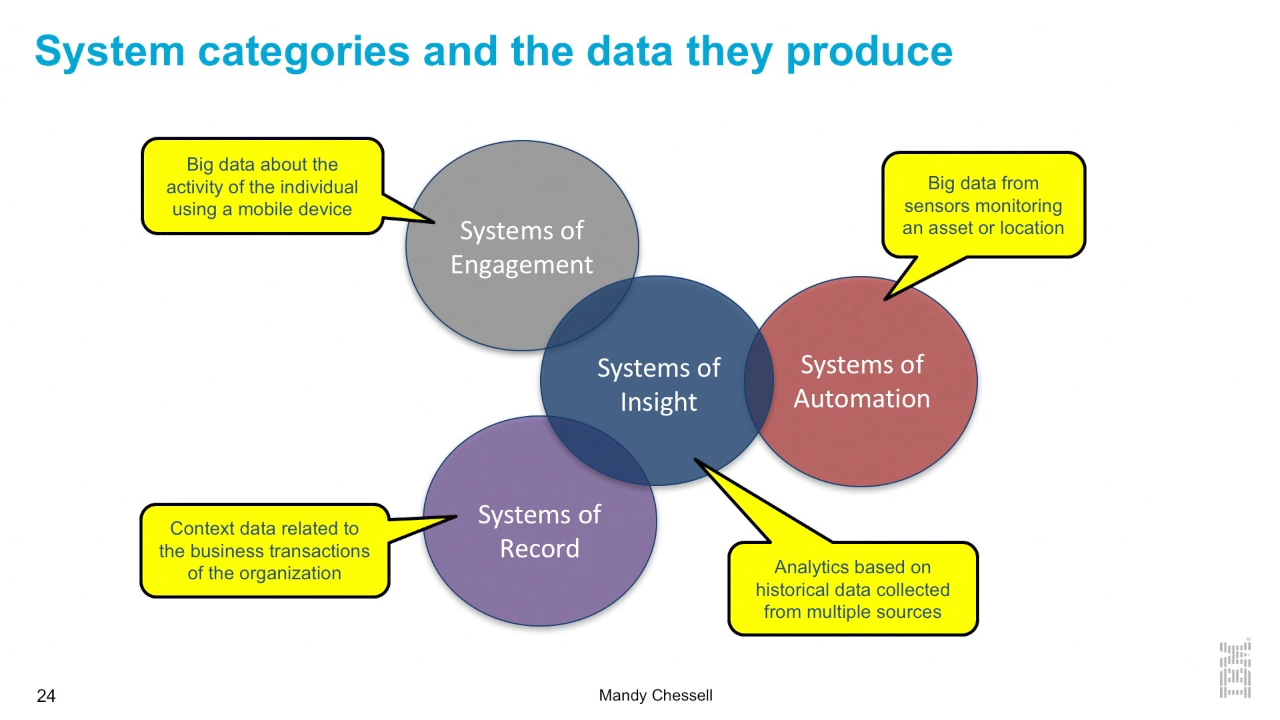 System categories and the data they produce
Big data about the
activity of the individual
using a mobile device
Systems of
Engagement
Big data from
sensors monitoring
an asset or location
Systems of
Insight
Systems of
Automation
Systems of
Record
Context data related to
the business transactions
of the organization
Analytics based on
historical data collected
from multiple sources
24
Mandy Chessell
IBM